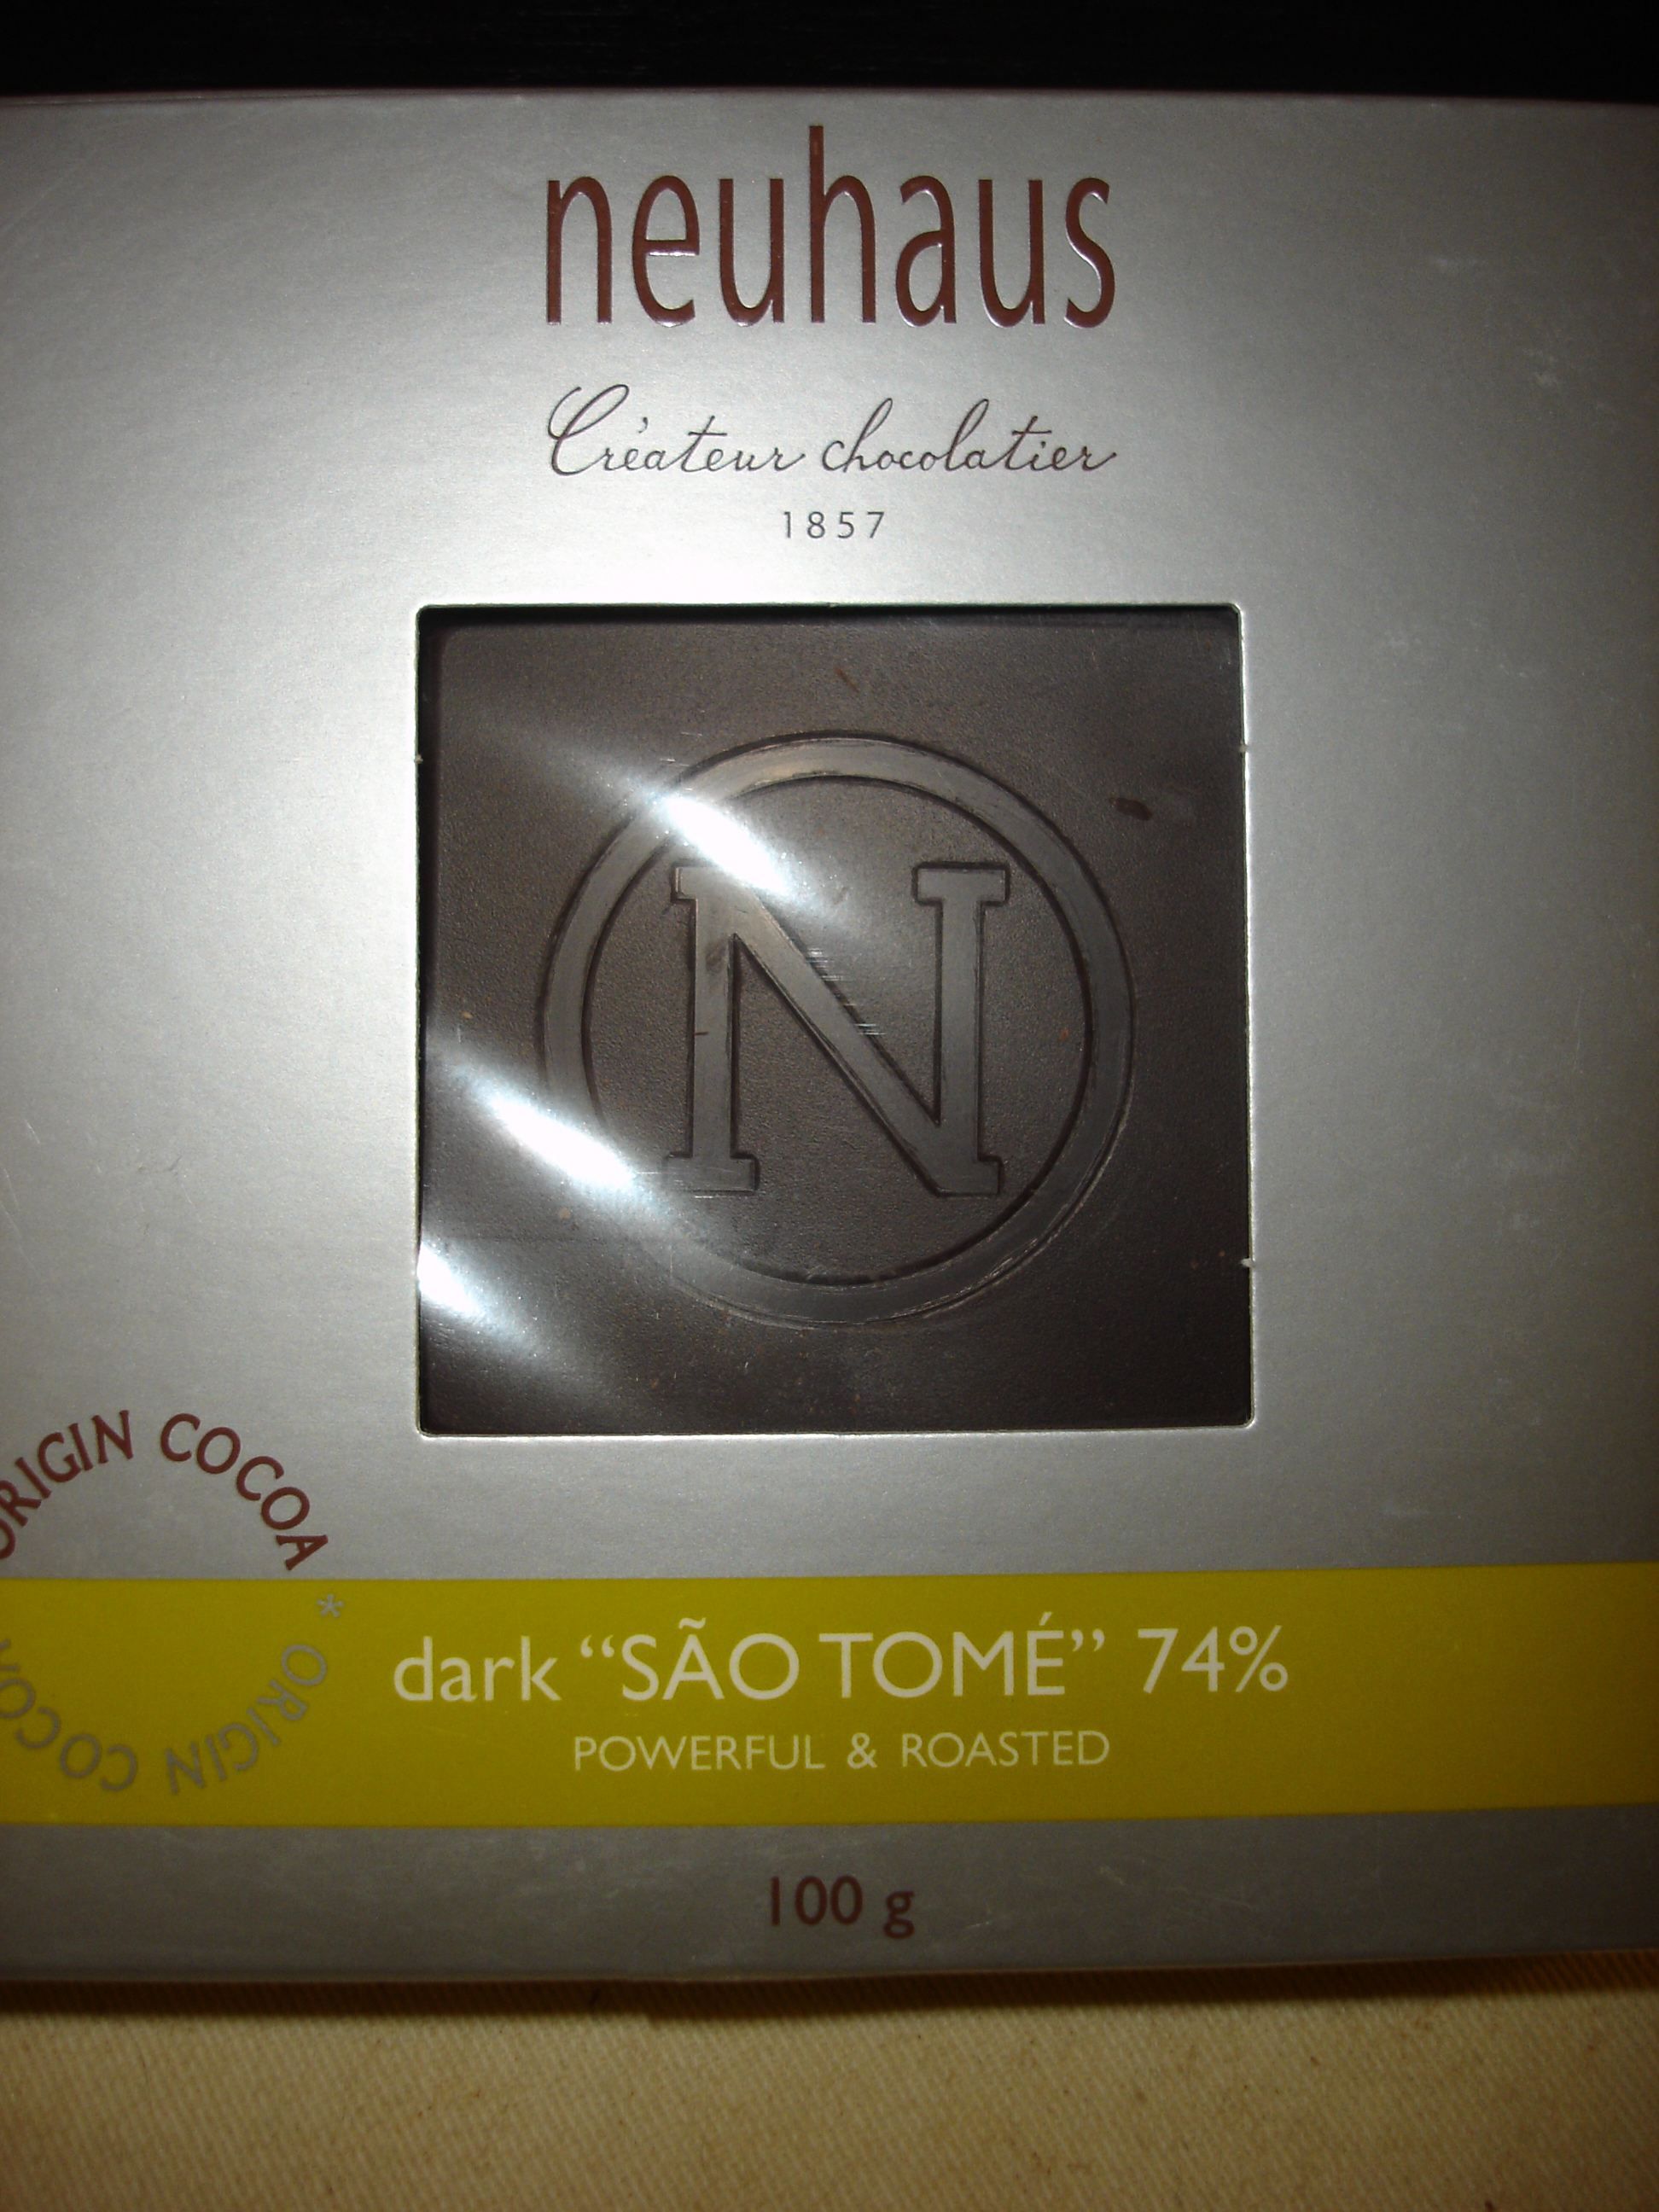 neuhaus
Créateur chocolatier
1857
N
ORIGIN COCOA * ORIGIN COCOA
dark “SÃO TOMÉ” 74%
POWERFUL & ROASTED
100 g